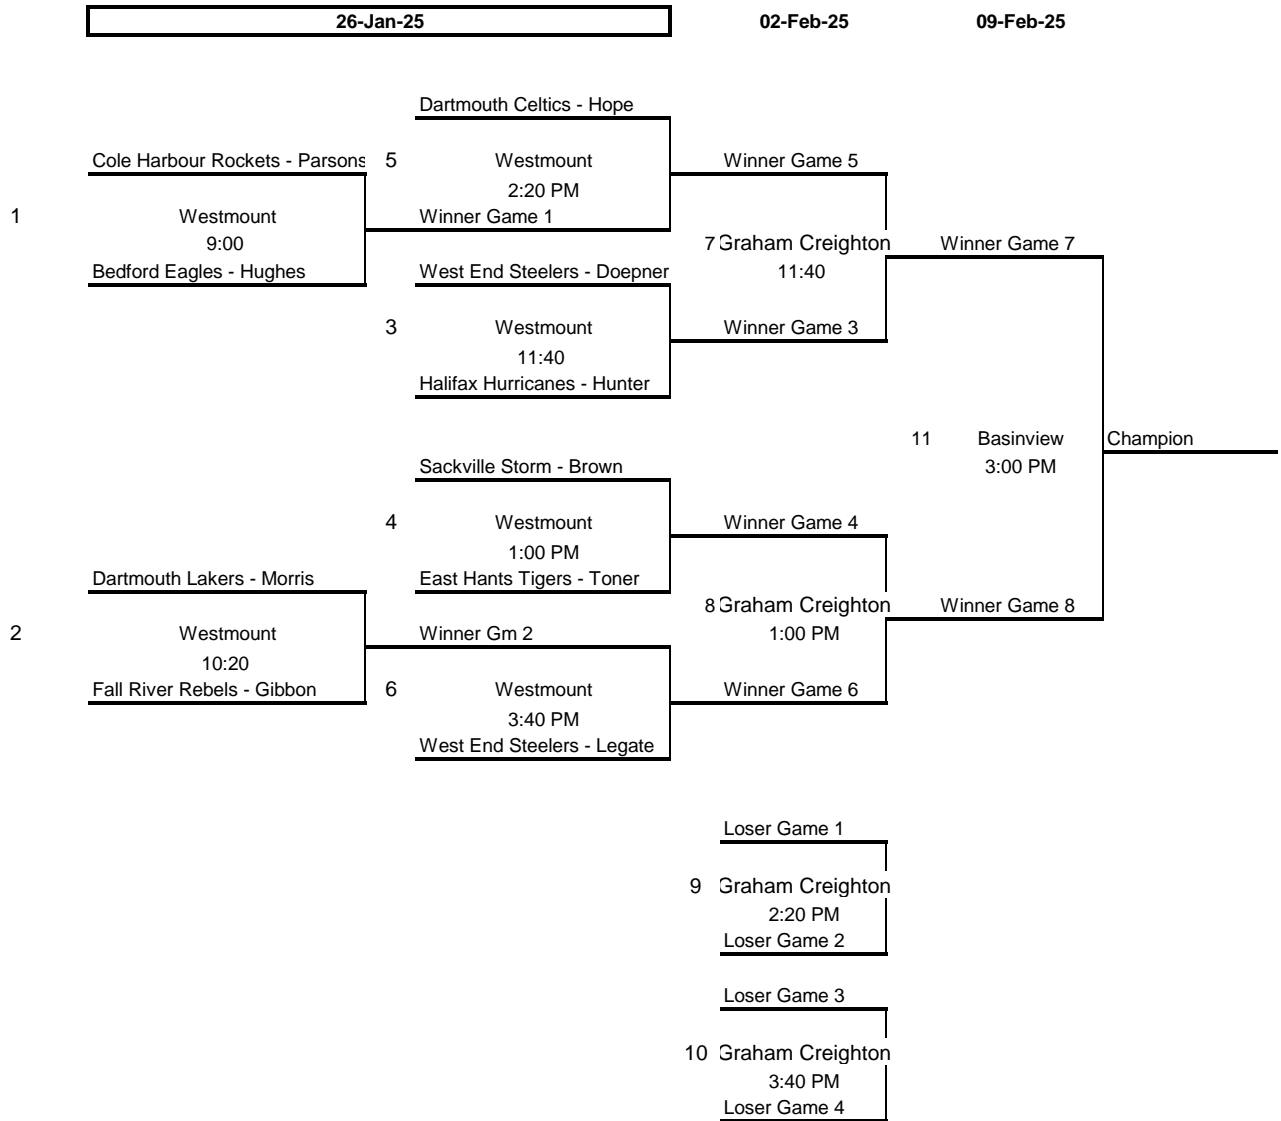 26-Jan-25 02-Feb-25 09-Feb-25
Dartmouth Celtics - Hope
Cole Harbour Rockets - Parsons 5 Westmount Winner Game 5
2:20 PM
1 Westmount Winner Game 1
9:00 7 Graham Creighton Winner Game 7
Bedford Eagles - Hughes West End Steelers - Doepner 11:40
3 Westmount Winner Game 3
11:40
Halifax Hurricanes - Hunter
11 Basinview Champion
Sackville Storm - Brown 3:00 PM
4 Westmount Winner Game 4
1:00 PM
Dartmouth Lakers - Morris East Hants Tigers - Toner
8 Graham Creighton Winner Game 8
2 Westmount Winner Gm 2 1:00 PM
10:20
Fall River Rebels - Gibbon 6 Westmount Winner Game 6
3:40 PM
West End Steelers - Legate
Loser Game 1
9 Graham Creighton
2:20 PM
Loser Game 2
Loser Game 3
10 Graham Creighton
3:40 PM
Loser Game 4